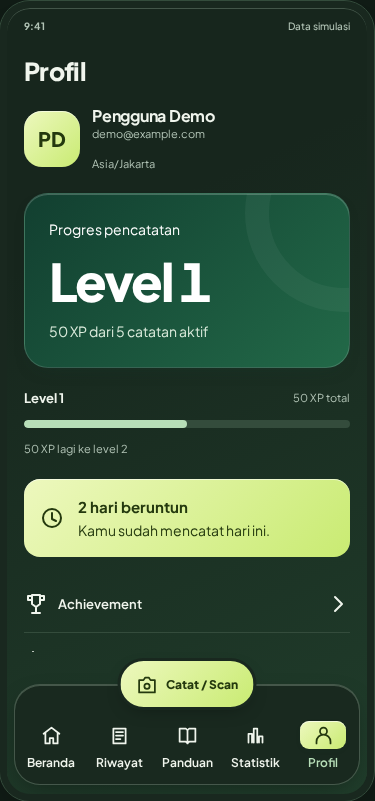 9:41
Data simulasi
Profil
PD
Pengguna Demo
demo@example.com
Asia/Jakarta
Progres pencatatan
Level 1
50 XP dari 5 catatan aktif
Level 1
50 XP total
50 XP lagi ke level 2
2 hari beruntun
Kamu sudah mencatat hari ini.
Achievement
Catat / Scan
Beranda
Riwayat
Panduan
Statistik
Profil